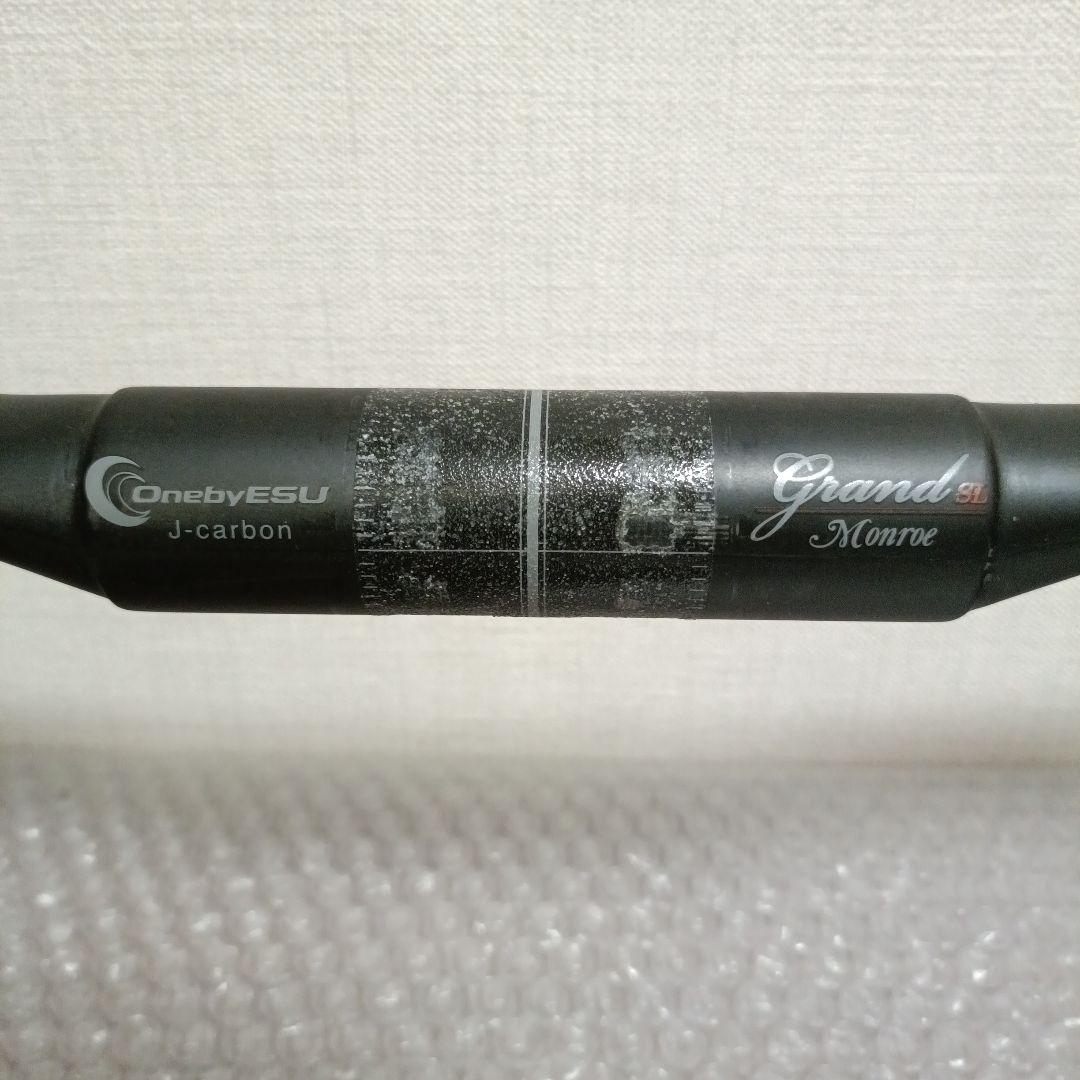 OnebyESU
J-carbon
Grand SL
Monroe